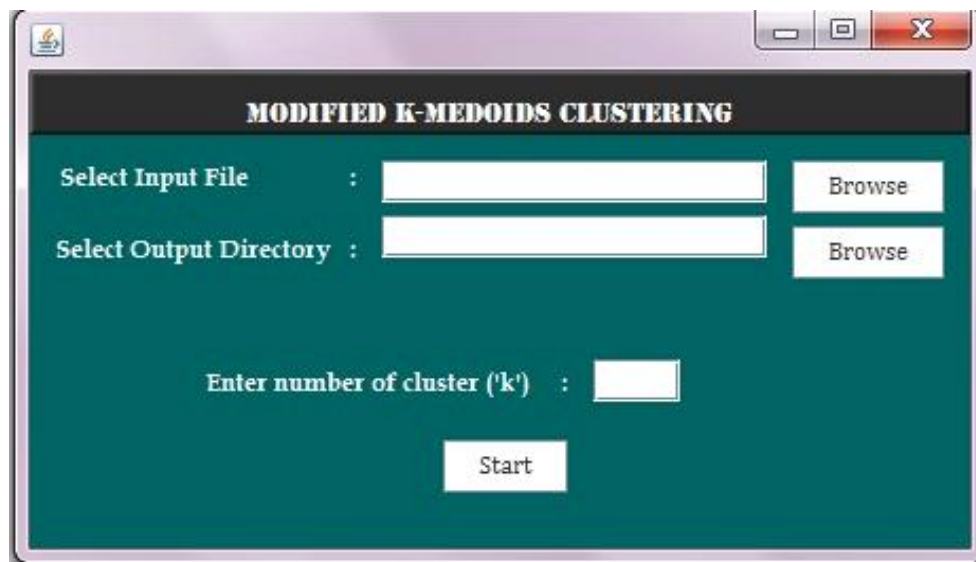 MODIFIED K-MEDOIDS CLUSTERING
Select Input File : Browse
Select Output Directory : Browse
Enter number of cluster ('k') :
Start